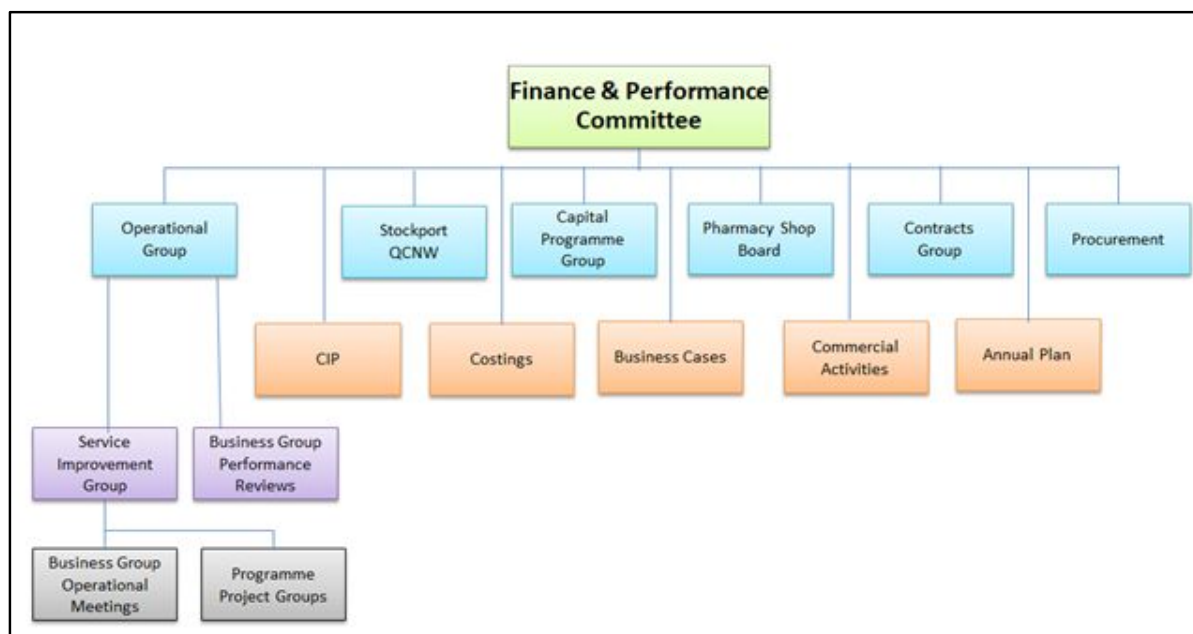 Finance & Performance
Committee
Operational
Group
Stockport
QCNW
Capital
Programme
Group
Pharmacy Shop
Board
Contracts
Group
Procurement
CIP
Costings
Business Cases
Commercial
Activities
Annual Plan
Service
Improvement
Group
Business Group
Performance
Reviews
Business Group
Operational
Meetings
Programme
Project Groups